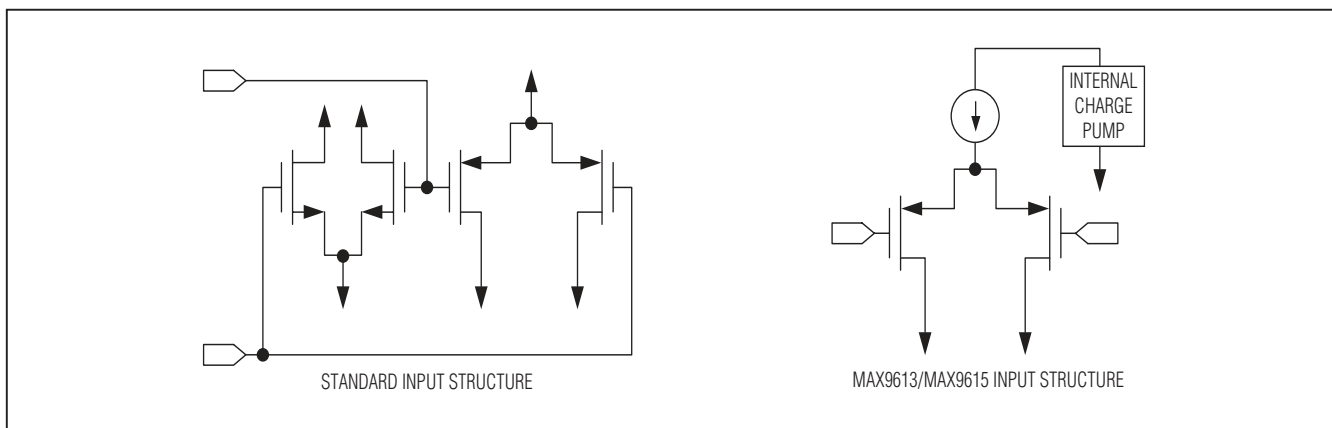 INTERNAL
CHARGE
PUMP
STANDARD INPUT STRUCTURE
MAX9613/MAX9615 INPUT STRUCTURE